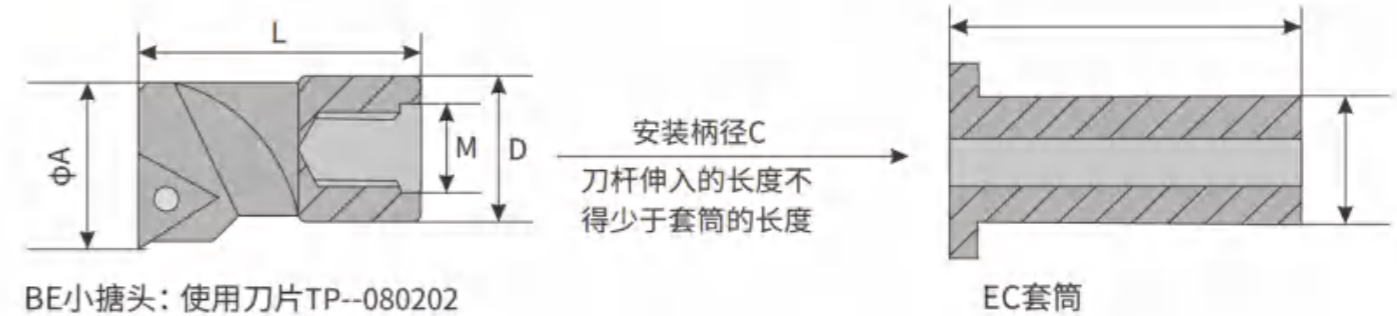 L
ΦA
M
D
安装柄径C
刀杆伸入的长度不
得少于套筒的长度
BE小搪头：使用刀片TP--080202
EC套筒